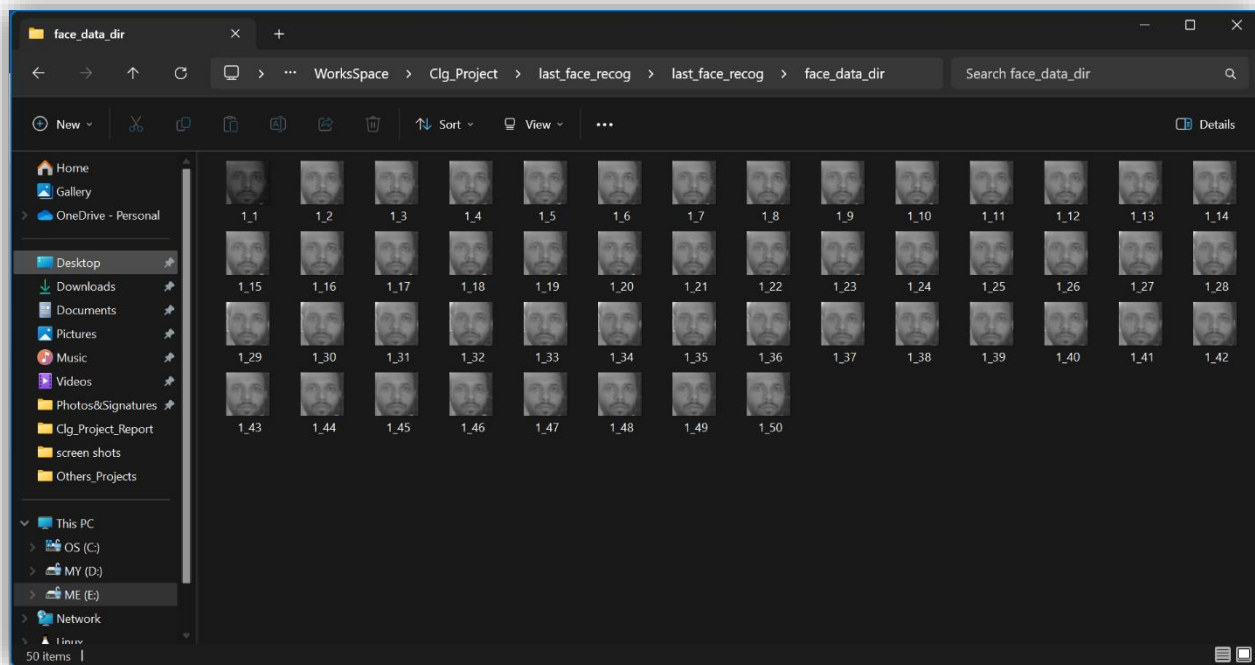 face_data_dir
WorksSpace > Clg_Project > last_face_recog > last_face_recog > face_data_dir Search face_data_dir
New Sort View Details
Home
Gallery
OneDrive - Personal
Desktop
Downloads
Documents
Pictures
Music
Videos
Photos&Signatures
Clg_Project_Report
screen shots
Others_Projects
This PC
OS (C:)
MY (D:)
ME (E:)
Network
Linux
1_1 1_2 1_3 1_4 1_5 1_6 1_7 1_8 1_9 1_10 1_11 1_12 1_13 1_14
1_15 1_16 1_17 1_18 1_19 1_20 1_21 1_22 1_23 1_24 1_25 1_26 1_27 1_28
1_29 1_30 1_31 1_32 1_33 1_34 1_35 1_36 1_37 1_38 1_39 1_40 1_41 1_42
1_43 1_44 1_45 1_46 1_47 1_48 1_49 1_50
50 items